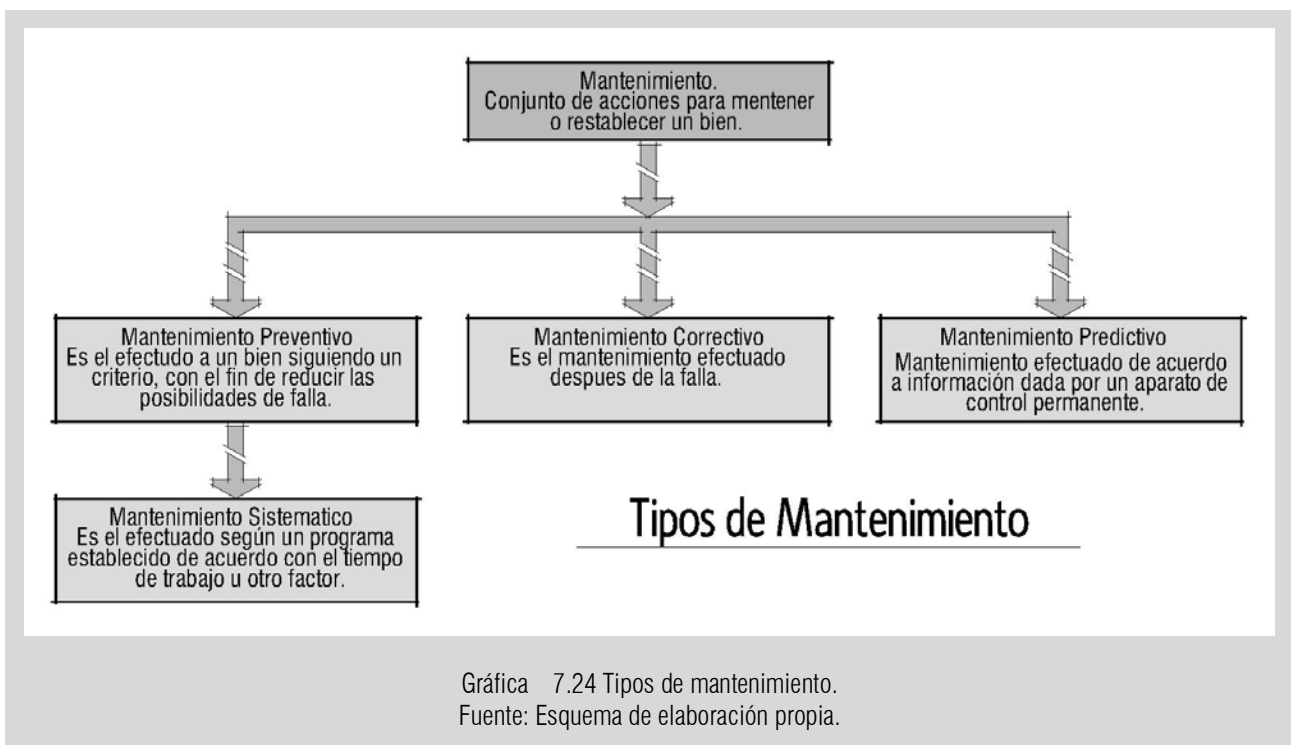 Mantenimiento.
Conjunto de acciones para mentener
o restablecer un bien.
Mantenimiento Preventivo
Es el efectudo a un bien siguiendo un
criterio, con el fin de reducir las
posibilidades de falla.
Mantenimiento Correctivo
Es el mantenimiento efectuado
despues de la falla.
Mantenimiento Predictivo
Mantenimiento efectuado de acuerdo
a información dada por un aparato de
control permanente.
Mantenimiento Sistematico
Es el efectuado según un programa
establecido de acuerdo con el tiempo
de trabajo u otro factor.
Tipos de Mantenimiento
Gráfica 7.24 Tipos de mantenimiento.
Fuente: Esquema de elaboración propia.